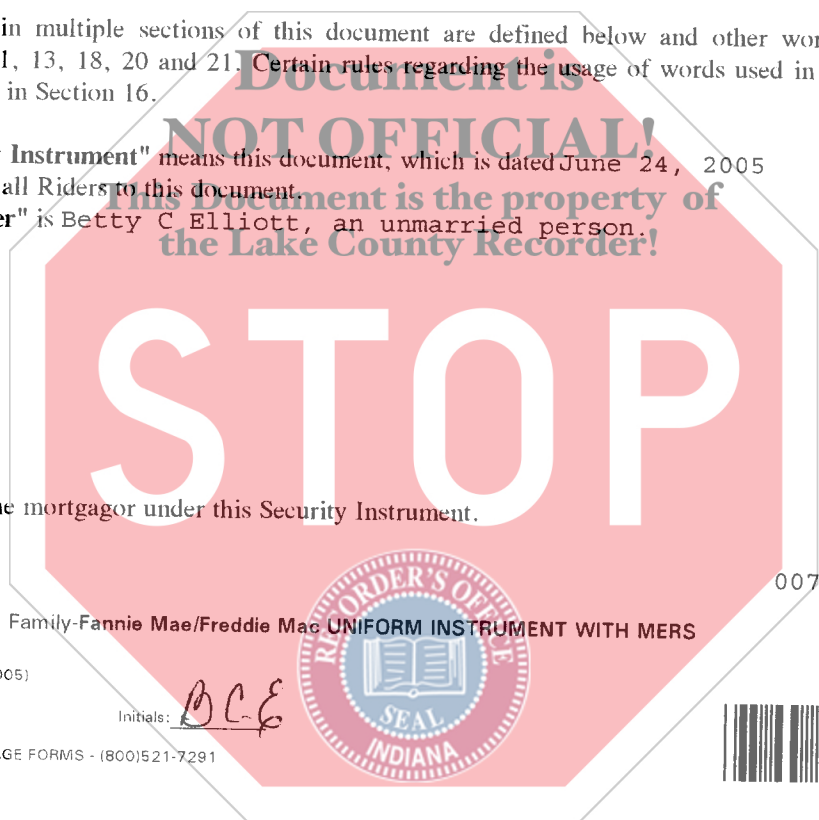 in multiple sections of this document are defined below and other wor
1, 13, 18, 20 and 21. Certain rules regarding the usage of words used in
in Section 16.
Document is
NOT OFFICIAL!
This Document is the property of
the Lake County Recorder!
Instrument" means this document, which is dated June 24, 2005
all Riders to this document.
er" is Betty C Elliott, an unmarried person.
STOP
e mortgagor under this Security Instrument.
007
Family-Fannie Mae/Freddie Mac UNIFORM INSTRUMENT WITH MERS
005)
Initials: BCE
GE FORMS - (800)521-7291
RECORDER'S OFFICE
SEAL
INDIANA